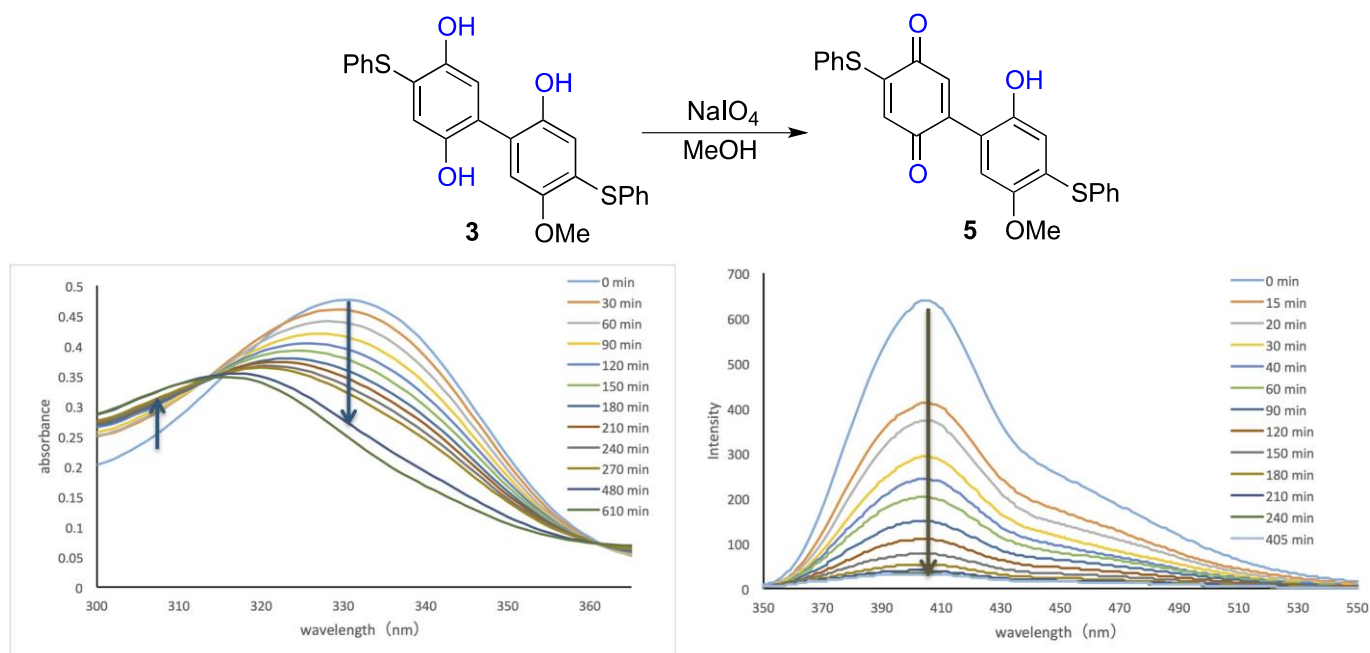 OH
PhS
OH
OH
SPh
OMe
3
NaIO4
MeOH
O
PhS
OH
O
SPh
OMe
5
0.5
0.45
0.4
0.35
0.3
0.25
0.2
0.15
0.1
0.05
0
absorbance
300
310
320
330
340
350
360
wavelength (nm)
0 min
30 min
60 min
90 min
120 min
150 min
180 min
210 min
240 min
270 min
480 min
610 min
700
600
500
400
300
200
100
0
Intensity
350
370
390
410
430
450
470
490
510
530
550
wavelength (nm)
0 min
15 min
20 min
30 min
40 min
60 min
90 min
120 min
150 min
180 min
210 min
240 min
405 min